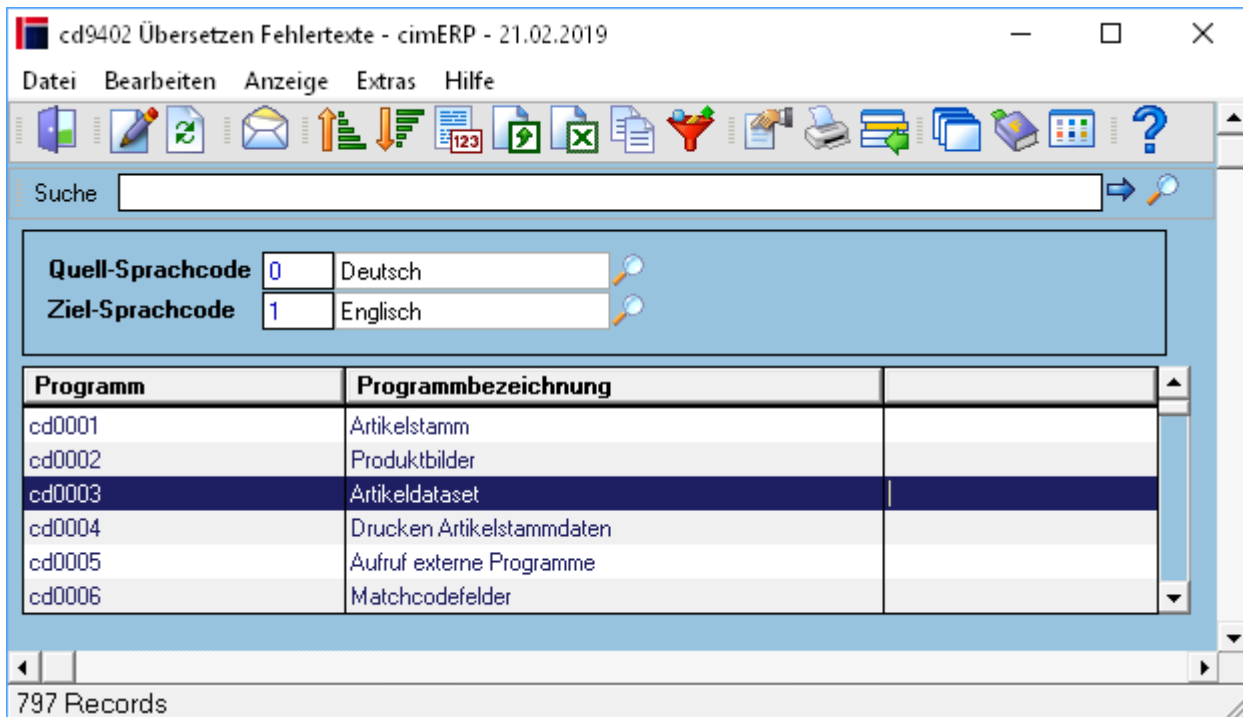 cd9402 Übersetzen Fehlertexte - cimERP - 21.02.2019
Datei Bearbeiten Anzeige Extras Hilfe
123
Suche
Quell-Sprachcode 0 Deutsch
Ziel-Sprachcode 1 Englisch
Programm Programmbezeichnung
cd0001 Artikelstamm
cd0002 Produktbilder
cd0003 Artikeldataset
cd0004 Drucken Artikelstammdaten
cd0005 Aufruf externe Programme
cd0006 Matchcodefelder
797 Records